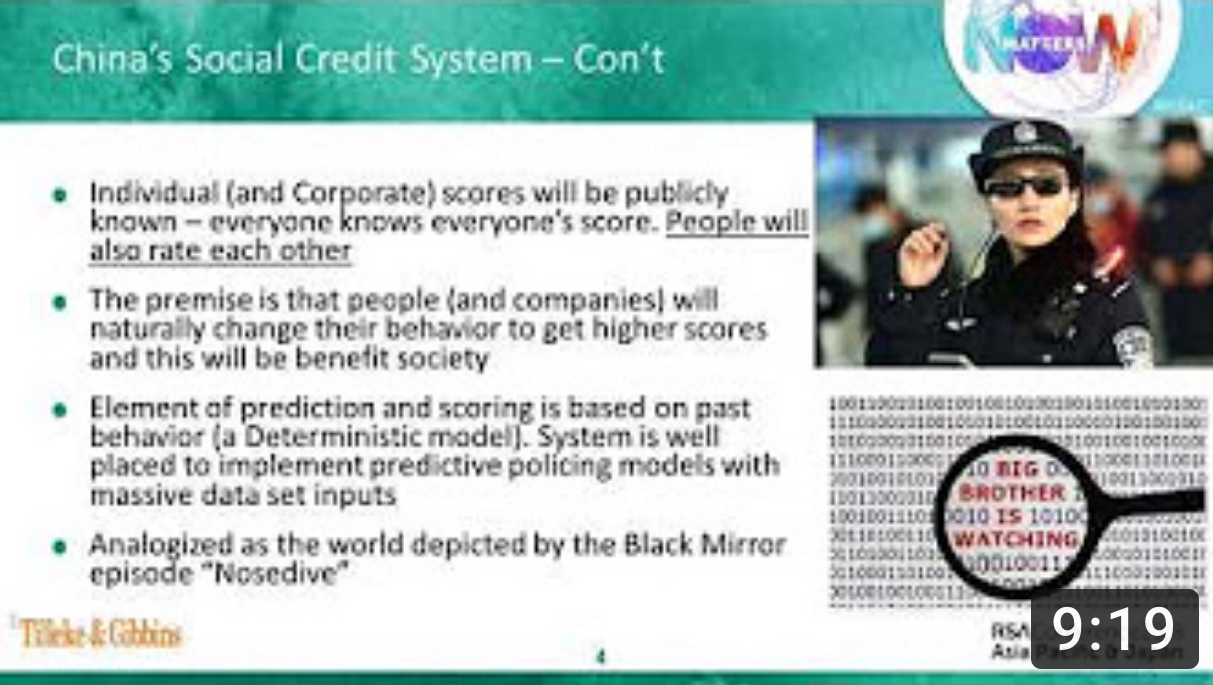 China's Social Credit System – Con't
NOW
MATTERS
Individual (and Corporate) scores will be publicly
known – everyone knows everyone's score. People will
also rate each other
The premise is that people (and companies) will
naturally change their behavior to get higher scores
and this will be benefit society
Element of prediction and scoring is based on past
behavior (a Deterministic model). System is well
placed to implement predictive policing models with
massive data set inputs
Analogized as the world depicted by the Black Mirror
episode "Nosedive"
BIG
BROTHER
IS
WATCHING
Tilleke & Gibbins
4
RSA
Asia Pacific & Japan
9:19